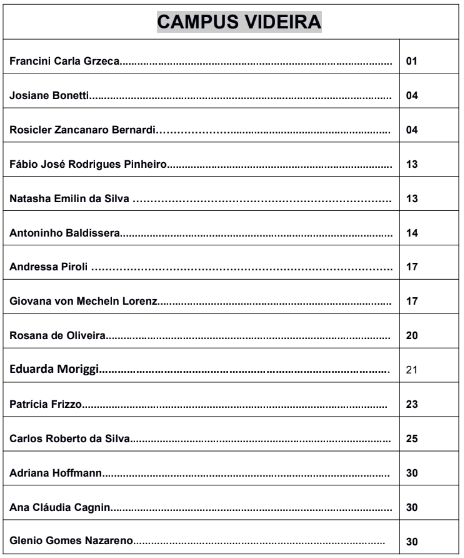 CAMPUS VIDEIRA
Francini Carla Grzeca.......................................................................................... 01
Josiane Bonetti.................................................................................................... 04
Rosicler Zancanaro Bernardi…………………..................................................... 04
Fábio José Rodrigues Pinheiro........................................................................... 13
Natasha Emilin da Silva ……………………………………………………………… 13
Antoninho Baldissera.......................................................................................... 14
Andressa Piroli ………………………………………………………………………… 17
Giovana von Mecheln Lorenz.............................................................................. 17
Rosana de Oliveira.............................................................................................. 20
Eduarda Moriggi.................................................................................................. 21
Patrícia Frizzo..................................................................................................... 23
Carlos Roberto da Silva...................................................................................... 25
Adriana Hoffmann............................................................................................... 30
Ana Cláudia Cagnin............................................................................................ 30
Glenio Gomes Nazareno..................................................................................... 30